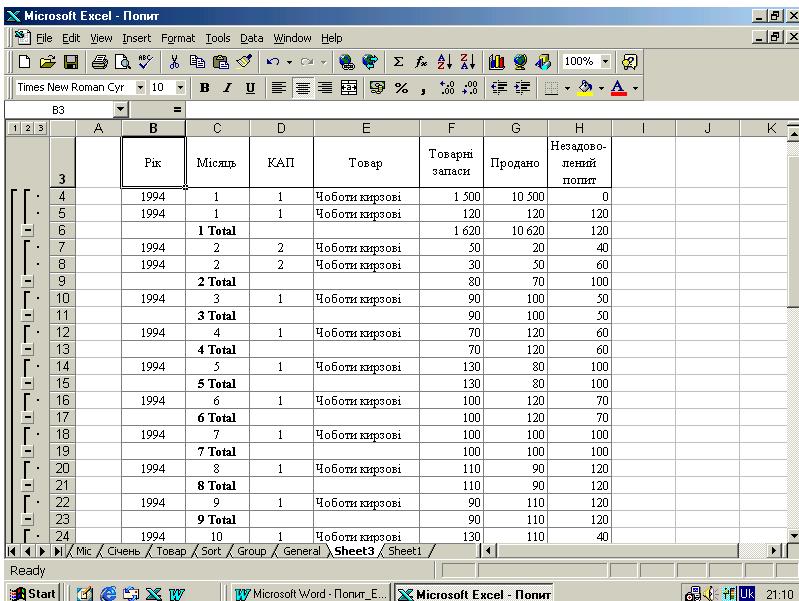 Microsoft Excel - Попит
File Edit View Insert Format Tools Data Window Help
100%
Times New Roman Cyr 10 B I U
B3 =
1 2 3 A B C D E F G H I J K
3 Рік Місяць КАП Товар Товарні запаси Продано Незадово-лений попит
4 1994 1 1 Чоботи кирзові 1 500 10 500 0
5 1994 1 1 Чоботи кирзові 120 120 120
6 1 Total 1 620 10 620 120
7 1994 2 2 Чоботи кирзові 50 20 40
8 1994 2 2 Чоботи кирзові 30 50 60
9 2 Total 80 70 100
10 1994 3 1 Чоботи кирзові 90 100 50
11 3 Total 90 100 50
12 1994 4 1 Чоботи кирзові 70 120 60
13 4 Total 70 120 60
14 1994 5 1 Чоботи кирзові 130 80 100
15 5 Total 130 80 100
16 1994 6 1 Чоботи кирзові 100 120 70
17 6 Total 100 120 70
18 1994 7 1 Чоботи кирзові 100 100 100
19 7 Total 100 100 100
20 1994 8 1 Чоботи кирзові 110 90 120
21 8 Total 110 90 120
22 1994 9 1 Чоботи кирзові 90 110 120
23 9 Total 90 110 120
24 1994 10 1 Чоботи кирзові 130 110 40
Міс Січень Товар Sort Group General Sheet3 Sheet1
Ready
Start Microsoft Word - Попит_E... Microsoft Excel - Попит Uk 21:10